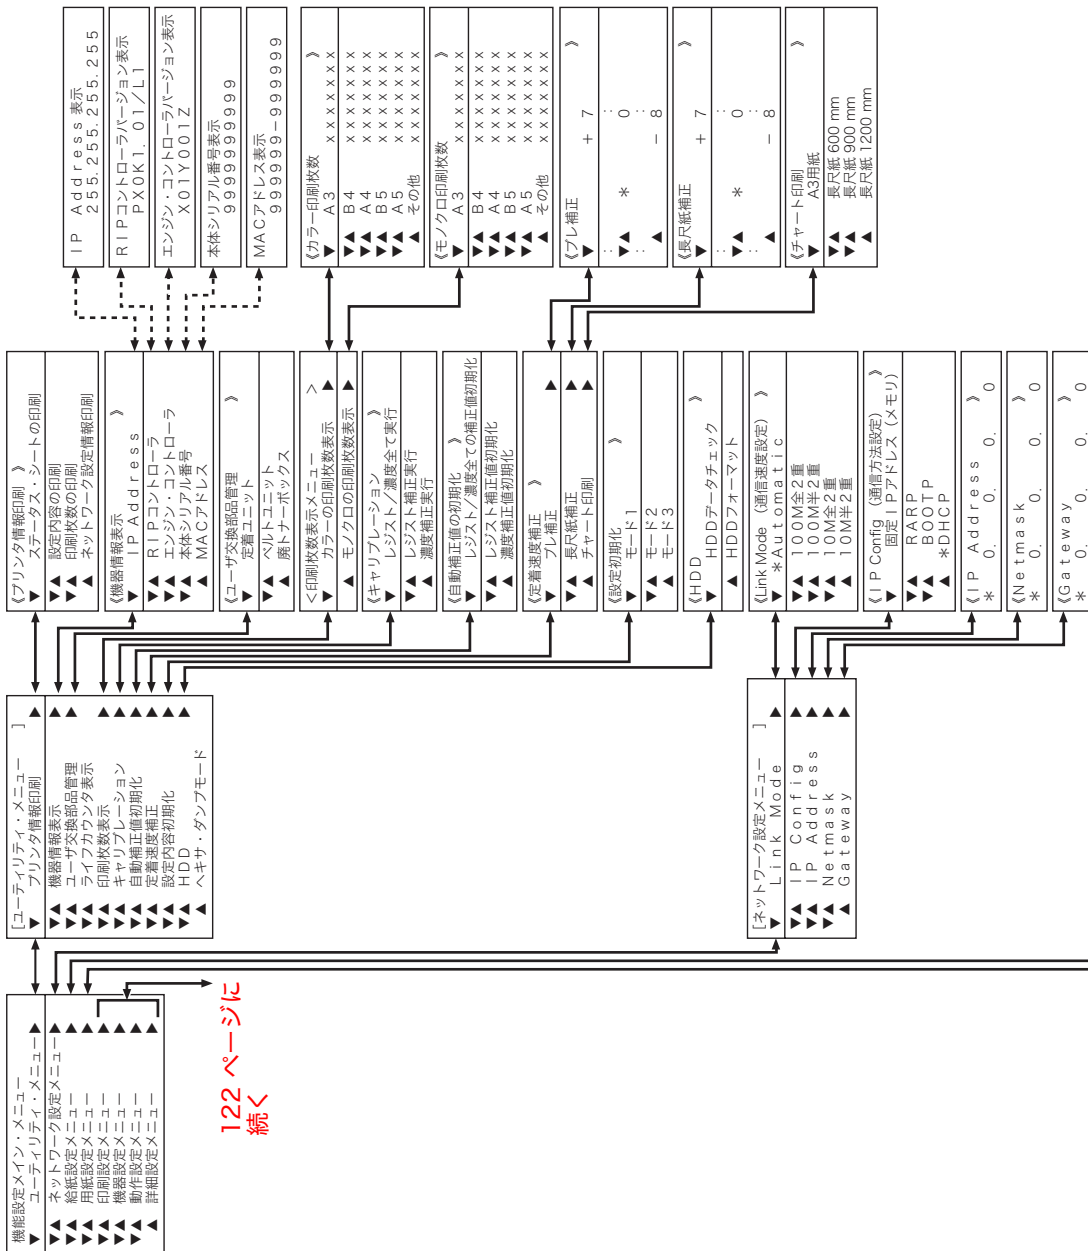 機能設定メイン・メニュー
▼ ユーティリティ・メニュー▶
▼▲ ネットワーク設定メニュー▶
▼▲ 給紙設定メニュー ▶
▼▲ 用紙設定メニュー ▶
▼▲ 印刷設定メニュー ▶
▼▲ 機器設定メニュー ▶
▼▲ 動作設定メニュー ▶
▲ 詳細設定メニュー ▶
122 ページに
続く
[ユーティリティ・メニュー ]
▼ プリンタ情報印刷 ▶
▼▲ 機器情報表示 ▶
▼▲ ユーザ交換部品管理 ▶
▼▲ ライフカウンタ表示
▼▲ 印刷枚数表示 ▶
▼▲ キャリブレーション ▶
▼▲ 自動補正値初期化 ▶
▼▲ 定着速度補正 ▶
▼▲ 設定内容初期化 ▶
▼▲ HDD ▶
▲ ヘキサ・ダンプモード
[ネットワーク設定メニュー ]
▼ Link Mode ▶
▼▲ IP Config ▶
▼▲ IP Address ▶
▼▲ Netmask ▶
▲ Gateway ▶
《プリンタ情報印刷 》
▼ ステータス・シートの印刷
▼▲ 設定内容の印刷
▼▲ 印刷枚数の印刷
▲ ネットワーク設定情報印刷
《機器情報表示 》
▼ IP Address
▼▲ RIPコントローラ
▼▲ エンジン・コントローラ
▼▲ 本体シリアル番号
▲ MACアドレス
《ユーザ交換部品管理 》
▼ 定着ユニット
▼▲ ベルトユニット
▲ 廃トナーボックス
<印刷枚数表示メニュー >
▼ カラーの印刷枚数表示 ▶
▲ モノクロの印刷枚数表示 ▶
《キャリブレーション 》
▼ レジスト/濃度全て実行
▼▲ レジスト補正実行
▲ 濃度補正実行
《自動補正値の初期化 》
▼ レジスト/濃度全ての補正値初期化
▼▲ レジスト補正値初期化
▲ 濃度補正値初期化
《定着速度補正 》
▼ プレ補正 ▶
▼▲ 長尺紙補正 ▶
▲ チャート印刷 ▶
《設定初期化 》
▼ モード1
▼▲ モード2
▲ モード3
《HDD 》
▼ HDDデータチェック
▲ HDDフォーマット
《Link Mode (通信速度設定) 》
▼ *Automatic
▼▲ 100M全2重
▼▲ 100M半2重
▼▲ 10M全2重
▲ 10M半2重
《IP Config (通信方法設定) 》
▼ 固定IPアドレス (メモリ)
▼▲ RARP
▼▲ BOOTP
▲ *DHCP
《IP Address 》
* 0. 0. 0. 0
《Netmask 》
* 0. 0. 0. 0
《Gateway 》
* 0. 0. 0. 0
IP Address 表示
255.255.255.255
RIPコントローラバージョン表示
PX0K1.01/L1
エンジン・コントローラバージョン表示
X01Y001Z
本体シリアル番号表示
9999999999
MACアドレス表示
999999-999999
《カラー印刷枚数 》
▼ A3 xxxxxxx
▼▲ B4 xxxxxxx
▼▲ A4 xxxxxxx
▼▲ B5 xxxxxxx
▼▲ A5 xxxxxxx
▲ その他 xxxxxxx
《モノクロ印刷枚数 》
▼ A3 xxxxxxx
▼▲ B4 xxxxxxx
▼▲ A4 xxxxxxx
▼▲ B5 xxxxxxx
▼▲ A5 xxxxxxx
▲ その他 xxxxxxx
《プレ補正 》
▼ +7
: :
▼▲ * 0
: :
▲ -8
《長尺紙補正 》
▼ +7
: :
▼▲ * 0
: :
▲ -8
《チャート印刷 》
▼ A3用紙
▼▲ 長尺紙 600 mm
▼▲ 長尺紙 900 mm
▲ 長尺紙 1200 mm